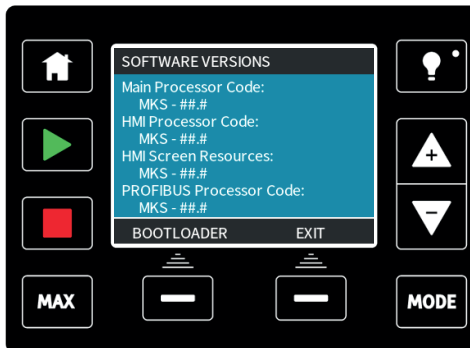 SOFTWARE VERSIONS
Main Processor Code:
MKS - ##.#
HMI Processor Code:
MKS - ##.#
HMI Screen Resources:
MKS - ##.#
PROFIBUS Processor Code:
MKS - ##.#
BOOTLOADER EXIT
MAX MODE